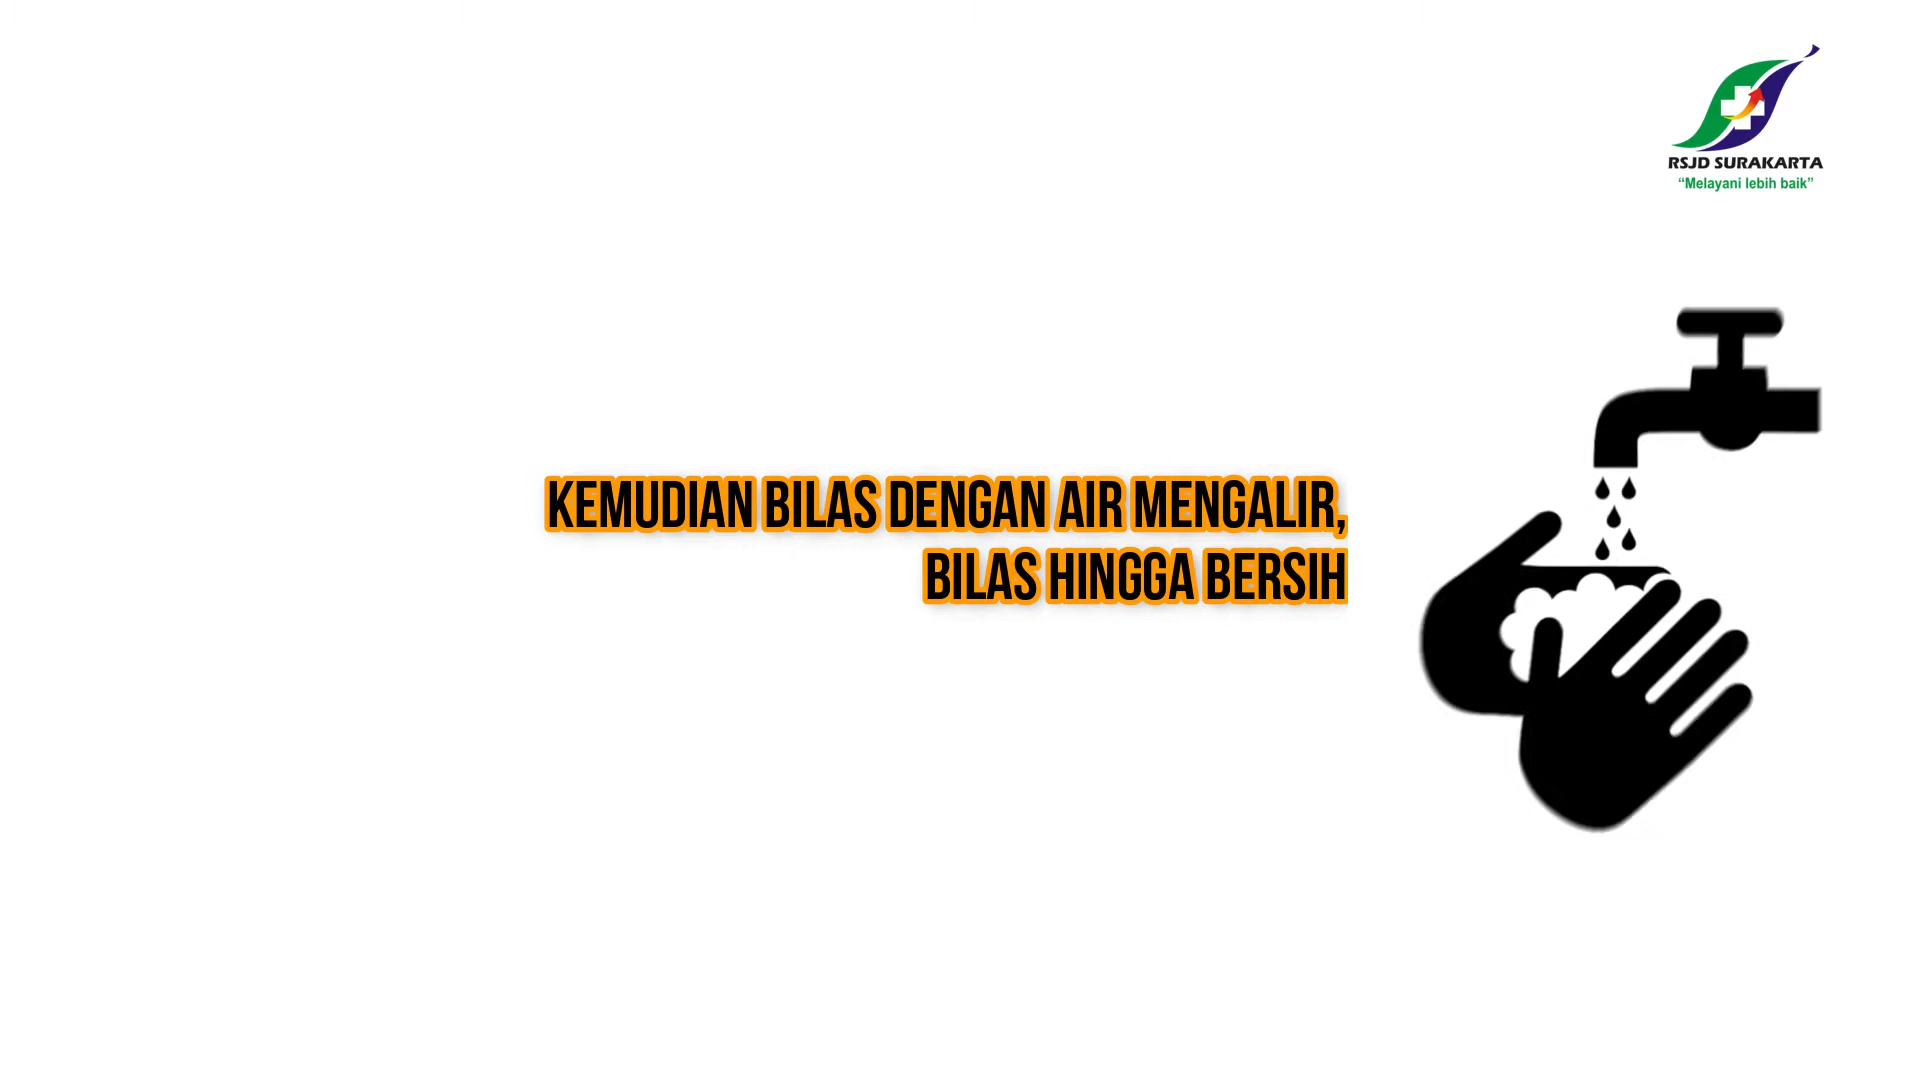 RSJD SURAKARTA
“Melayani lebih baik”
KEMUDIAN BILAS DENGAN AIR MENGALIR,
BILAS HINGGA BERSIH